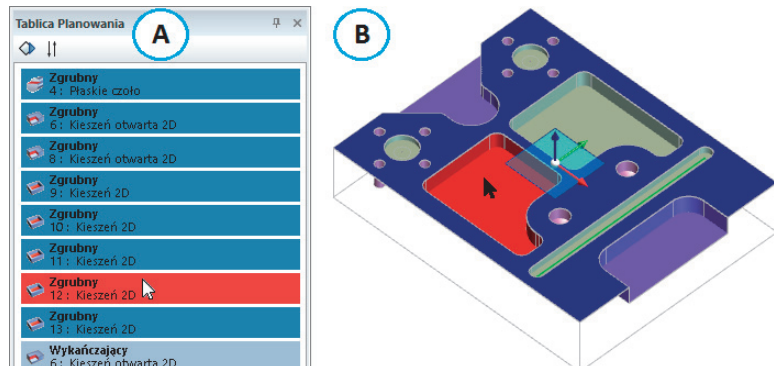 Tablica Planowania
A
B
Zgrubny
4 : Płaskie czoło
Zgrubny
6 : Kieszeń otwarta 2D
Zgrubny
8 : Kieszeń otwarta 2D
Zgrubny
9 : Kieszeń 2D
Zgrubny
10 : Kieszeń 2D
Zgrubny
11 : Kieszeń 2D
Zgrubny
12 : Kieszeń 2D
Zgrubny
13 : Kieszeń 2D
Wykańczający
6 : Kieszeń otwarta 2D